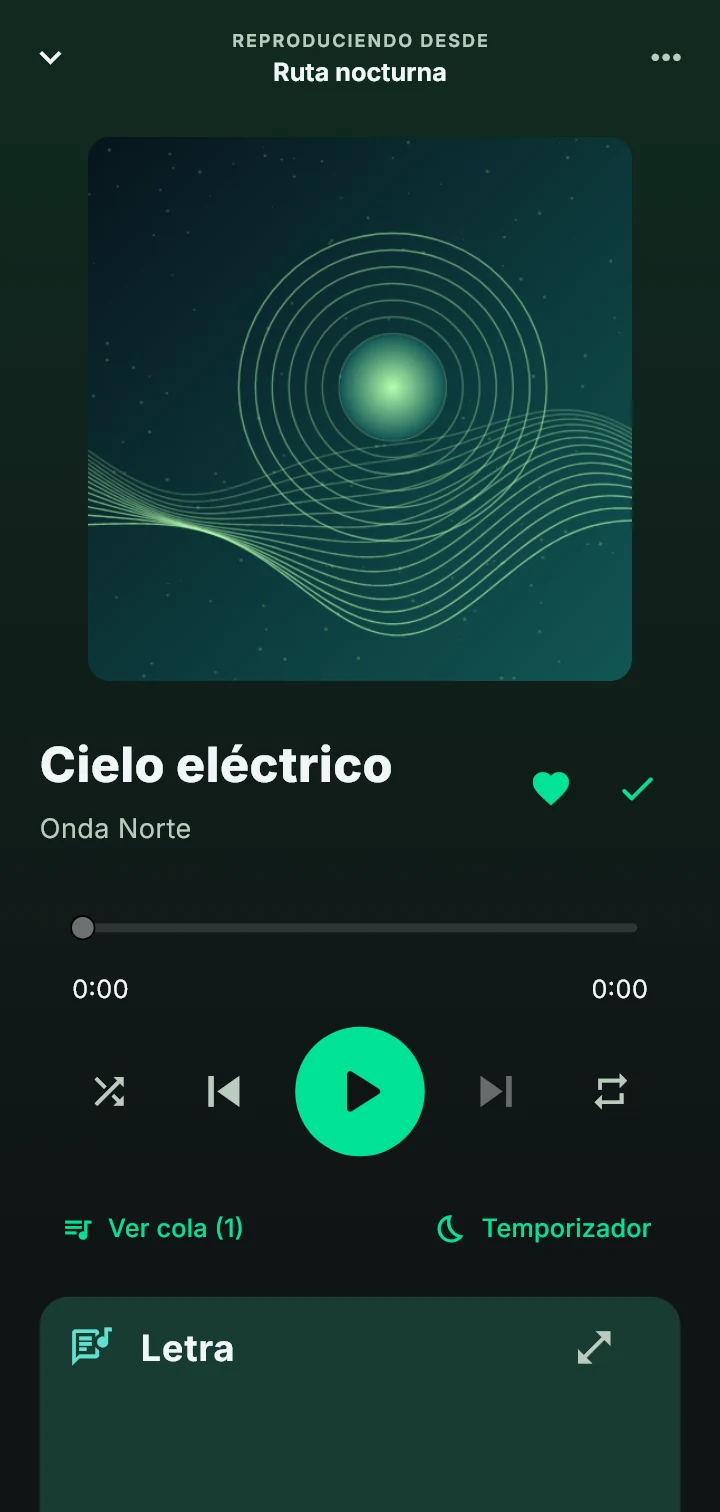 REPRODUCIENDO DESDE
Ruta nocturna
Cielo eléctrico
Onda Norte
0:00
0:00
Ver cola (1)
Temporizador
Letra